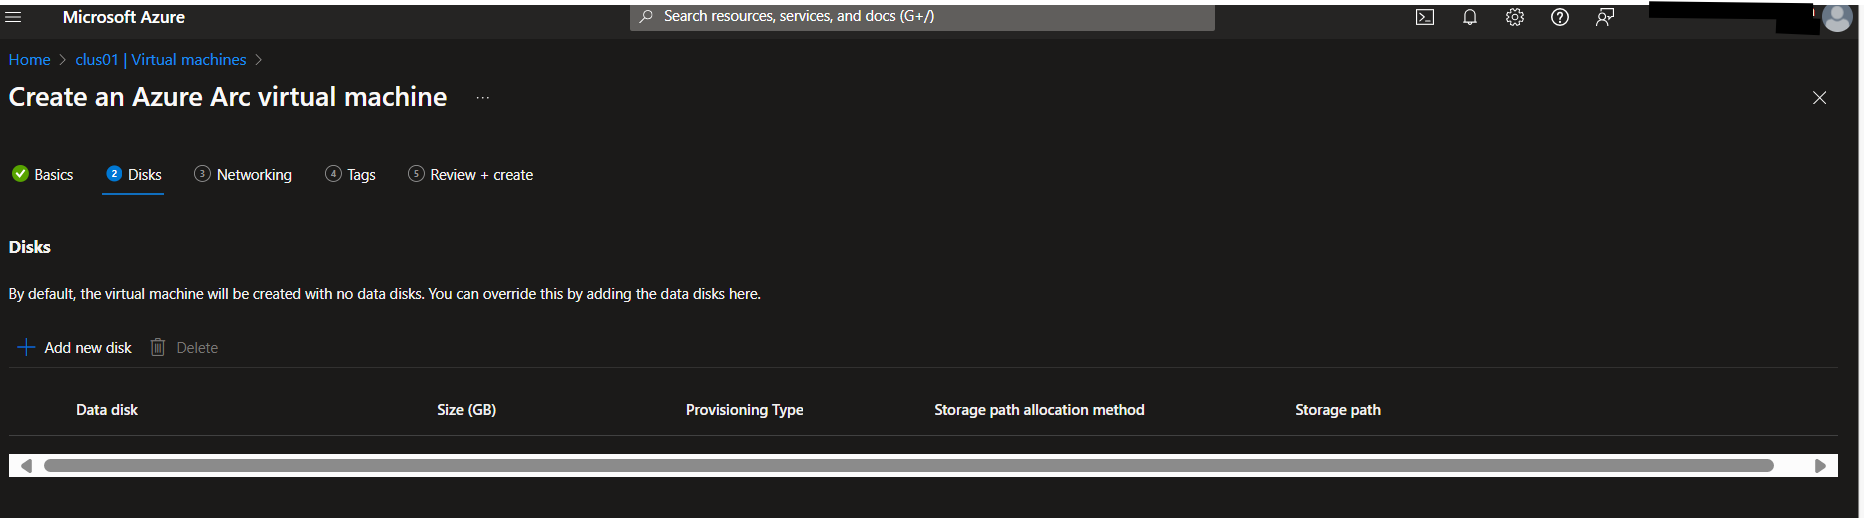 Microsoft Azure
Search resources, services, and docs (G+/)
Home > clus01 | Virtual machines >
Create an Azure Arc virtual machine ...
Basics 2 Disks 3 Networking 4 Tags 5 Review + create
Disks
By default, the virtual machine will be created with no data disks. You can override this by adding the data disks here.
+ Add new disk Delete
Data disk Size (GB) Provisioning Type Storage path allocation method Storage path